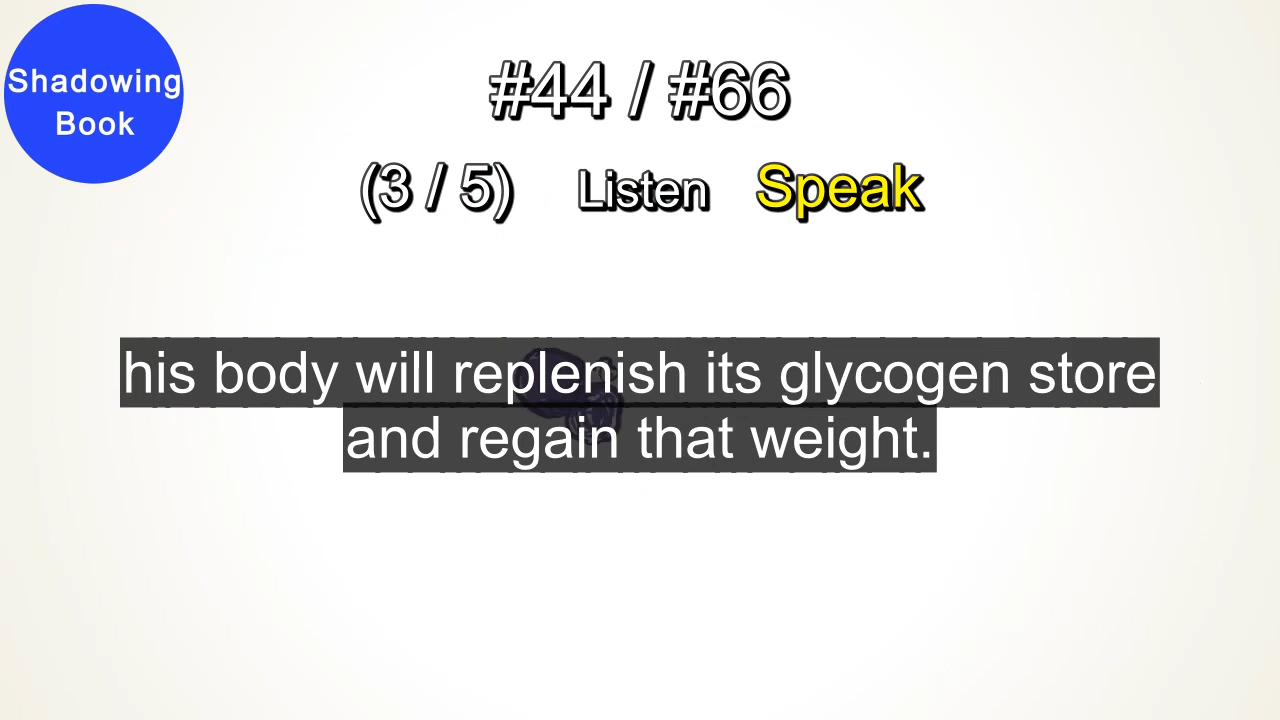 Shadowing
Book
#44 / #66
(3 / 5) Listen Speak
his body will replenish its glycogen store
and regain that weight.